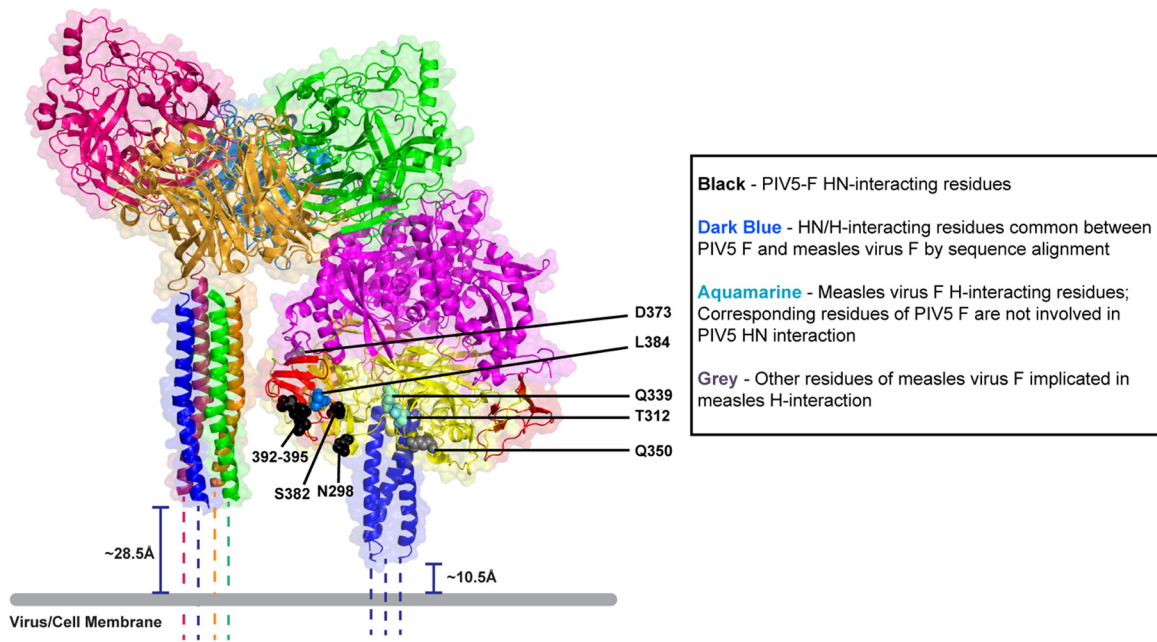 D373
L384
Q339
T312
Q350
392-395
S382
N298
~28.5Å
~10.5Å
Virus/Cell Membrane
Black - PIV5-F HN-interacting residues
Dark Blue - HN/H-interacting residues common between
PIV5 F and measles virus F by sequence alignment
Aquamarine - Measles virus F H-interacting residues;
Corresponding residues of PIV5 F are not involved in
PIV5 HN interaction
Grey - Other residues of measles virus F implicated in
measles H-interaction